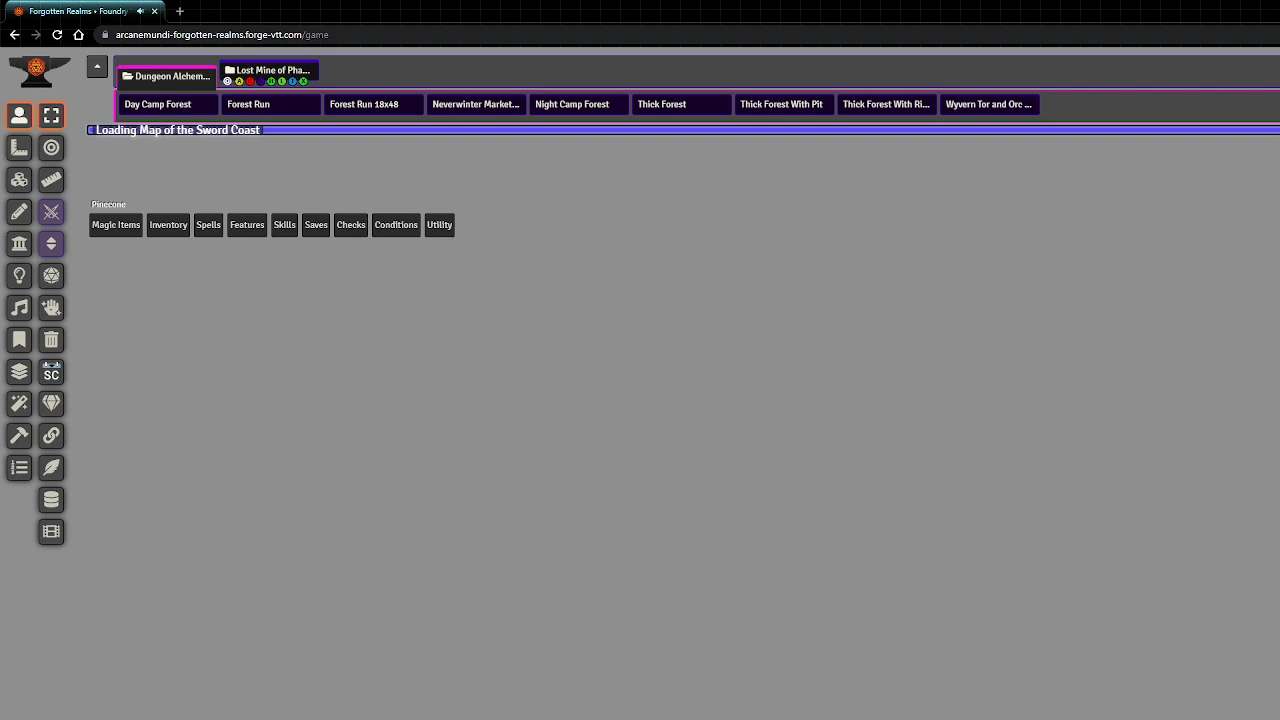 Forgotten Realms • Foundry
arcanemundi-forgotten-realms.forge-vtt.com/game
Dungeon Alchem...
Lost Mine of Pha...
Day Camp Forest
Forest Run
Forest Run 18x48
Neverwinter Market...
Night Camp Forest
Thick Forest
Thick Forest With Pit
Thick Forest With Ri...
Wyvern Tor and Orc ...
Loading Map of the Sword Coast
Pinecone
Magic Items
Inventory
Spells
Features
Skills
Saves
Checks
Conditions
Utility
SC